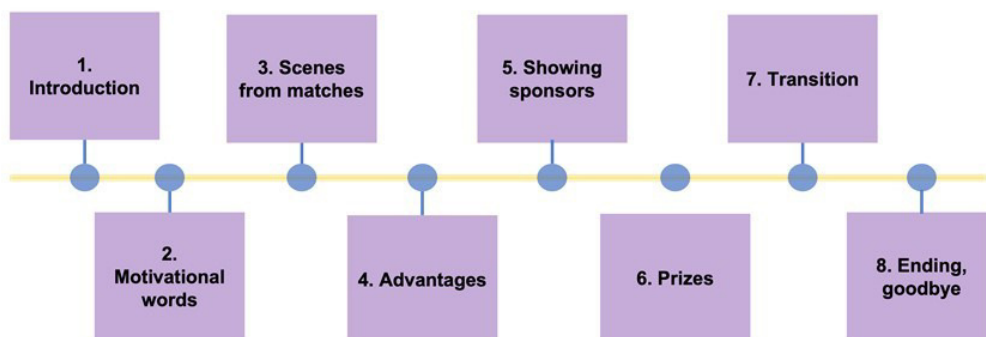 1.
Introduction
2.
Motivational
words
3. Scenes
from matches
4. Advantages
5. Showing
sponsors
6. Prizes
7. Transition
8. Ending,
goodbye